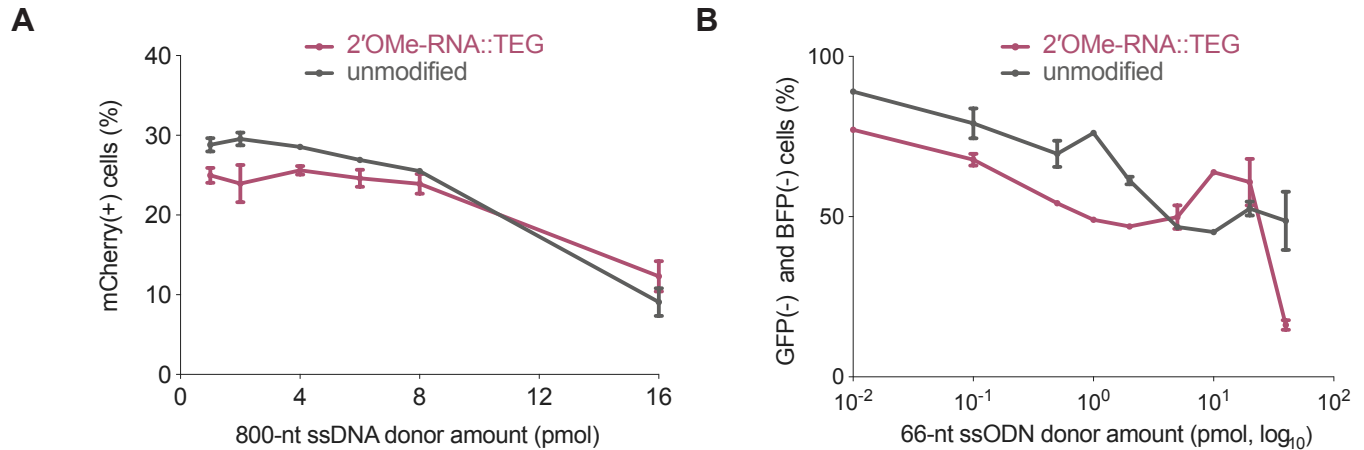 A
2'OMe-RNA::TEG
unmodified
40
30
20
10
0
mCherry(+) cells (%)
0
4
8
12
16
800-nt ssDNA donor amount (pmol)
B
2'OMe-RNA::TEG
unmodified
100
50
0
GFP(-) and BFP(-) cells (%)
10⁻²
10⁻¹
10⁰
10¹
10²
66-nt ssODN donor amount (pmol, log₁₀)